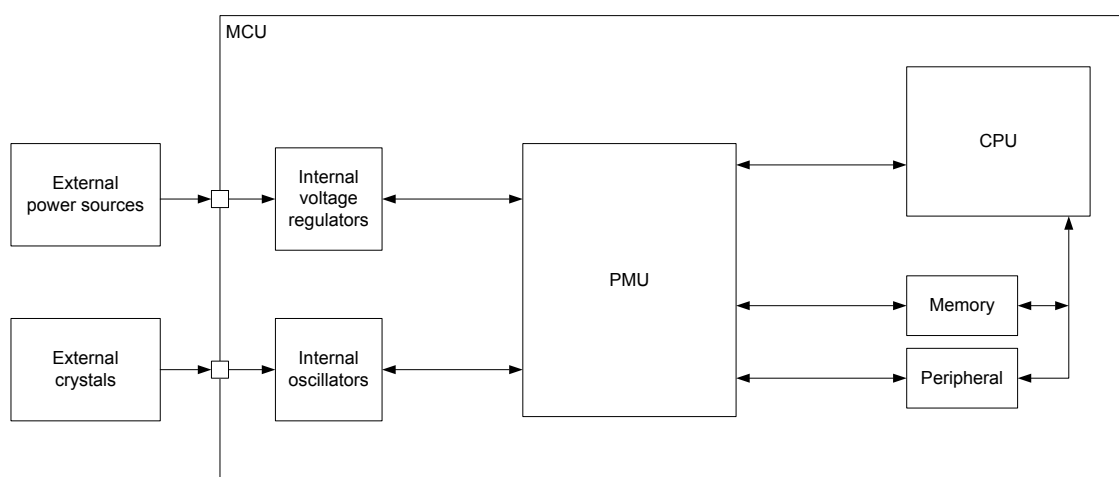 MCU
CPU
External
power sources
Internal
voltage
regulators
PMU
Memory
External
crystals
Internal
oscillators
Peripheral